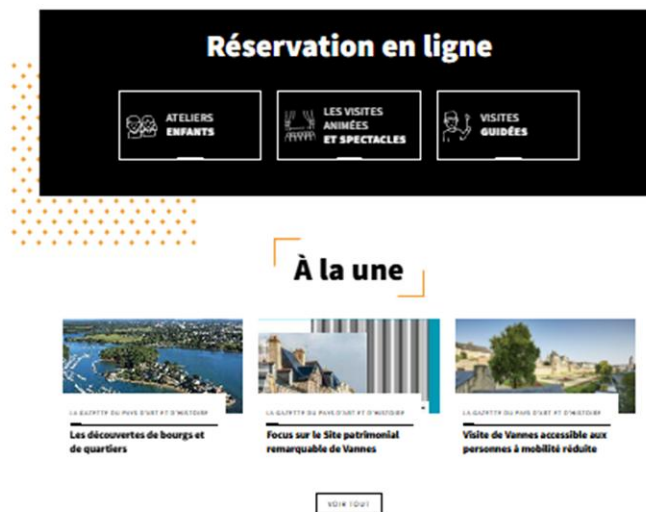 Réservation en ligne
ATELIERS
ENFANTS
LES VISITES
ANIMÉES
ET SPECTACLES
VISITES
GUIDÉES
À la une
LA GAZETTE DU PAYS D'ART ET D'HISTOIRE
Les découvertes de bourgs et
de quartiers
LA GAZETTE DU PAYS D'ART ET D'HISTOIRE
Focus sur le Site patrimonial
remarquable de Vannes
LA GAZETTE DU PAYS D'ART ET D'HISTOIRE
Visite de Vannes accessible aux
personnes à mobilité réduite
VOIR TOUT